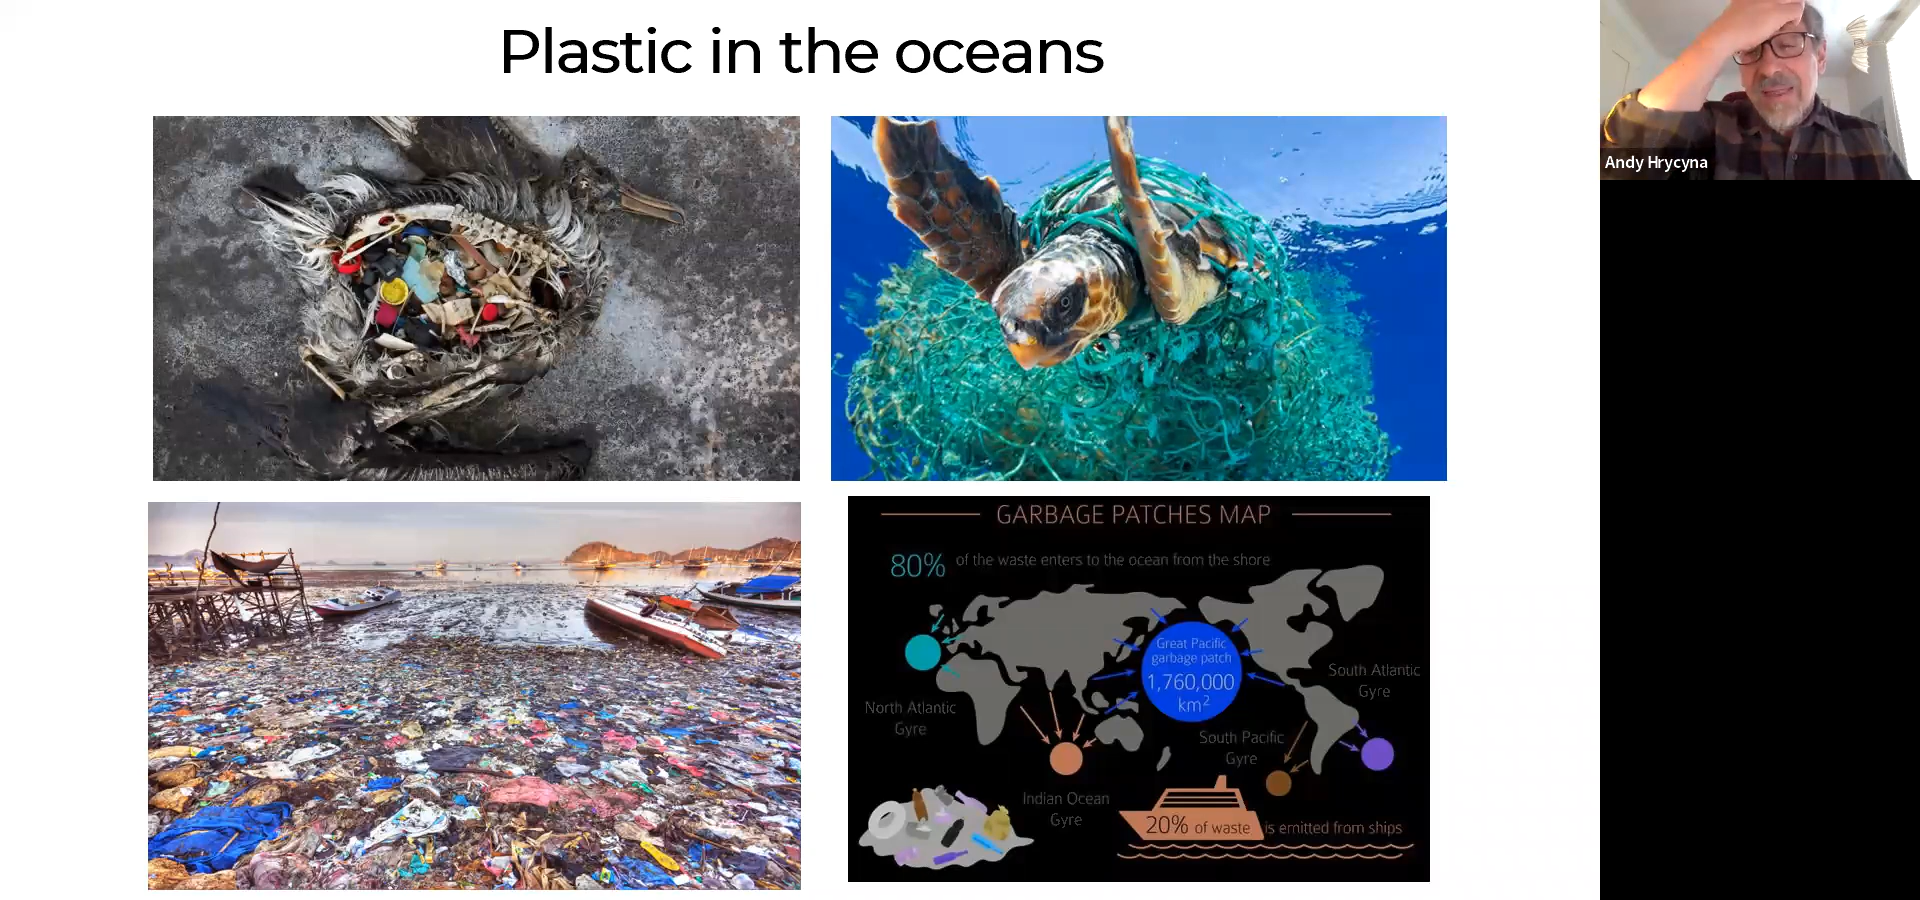 Plastic in the oceans
Andy Hrycyna
GARBAGE PATCHES MAP
80% of the waste enters to the ocean from the shore
Great Pacific
garbage patch
1,760,000
km²
North Atlantic
Gyre
South Atlantic
Gyre
South Pacific
Gyre
Indian Ocean
Gyre
20% of waste is emitted from ships